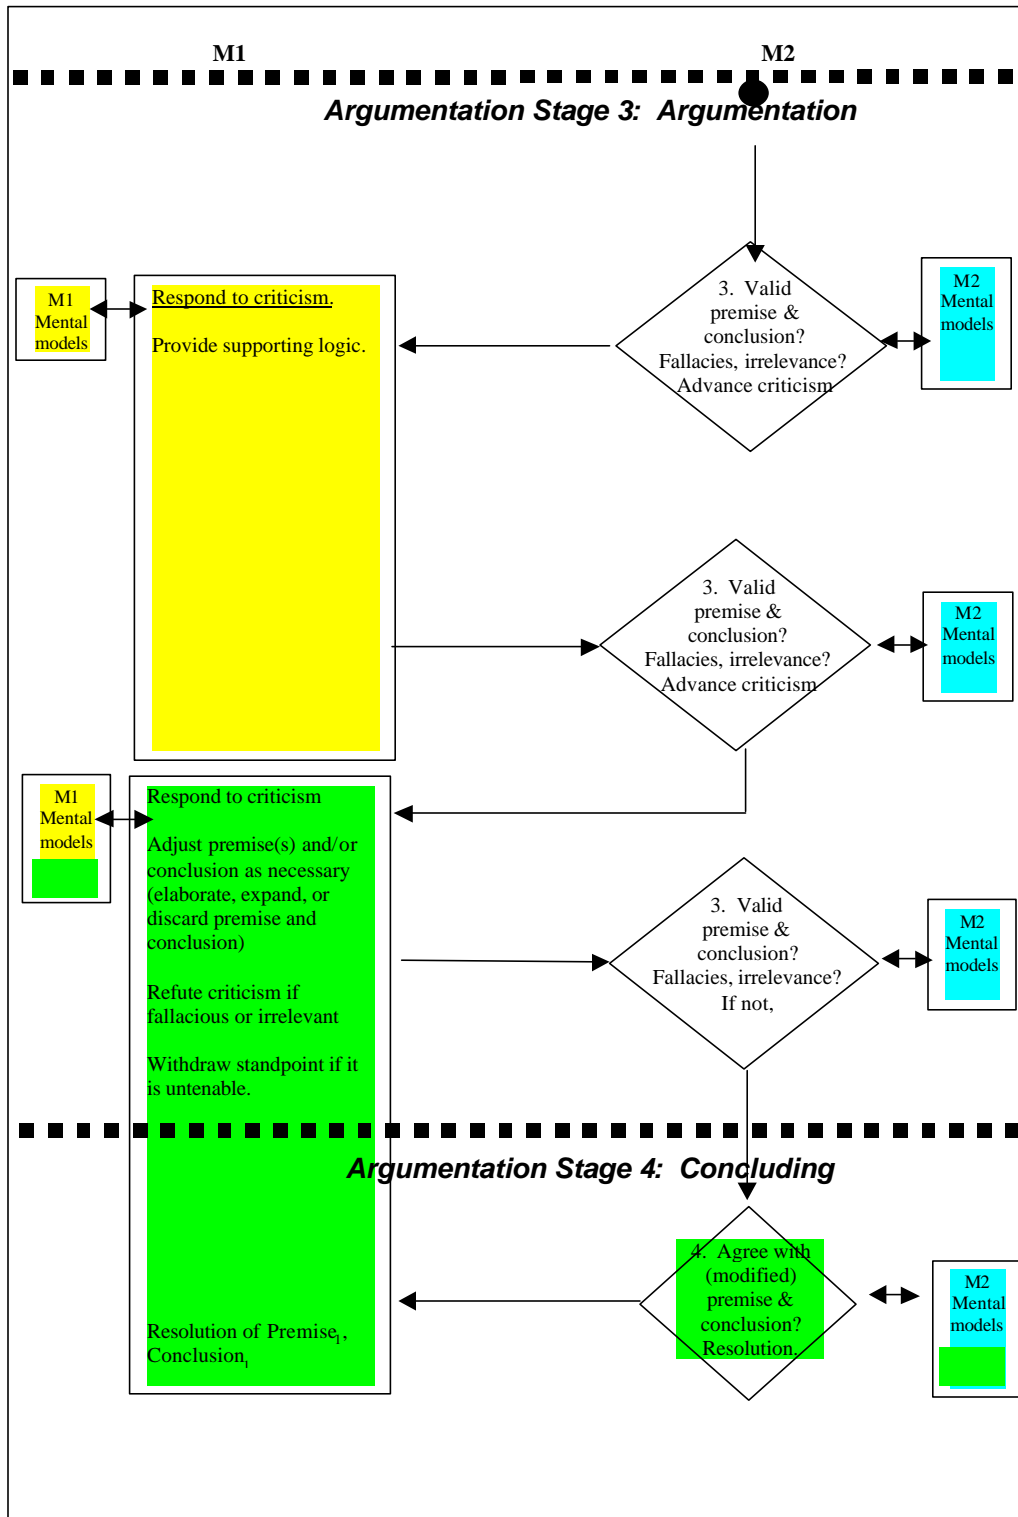 M1
M2
Argumentation Stage 3:  Argumentation
M1
Mental
models
Respond to criticism.
Provide supporting logic.
3.  Valid
premise &
conclusion?
Fallacies, irrelevance?
Advance criticism
M2
Mental
models
3.  Valid
premise &
conclusion?
Fallacies, irrelevance?
Advance criticism
M2
Mental
models
M1
Mental
models
Respond to criticism
Adjust premise(s) and/or
conclusion as necessary
(elaborate, expand, or
discard premise and
conclusion)
Refute criticism if
fallacious or irrelevant
Withdraw standpoint if it
is untenable.
3.  Valid
premise &
conclusion?
Fallacies, irrelevance?
If not,
M2
Mental
models
Argumentation Stage 4:  Concluding
4.  Agree with
(modified)
premise &
conclusion?
Resolution.
M2
Mental
models
Resolution of Premise1,
Conclusion1